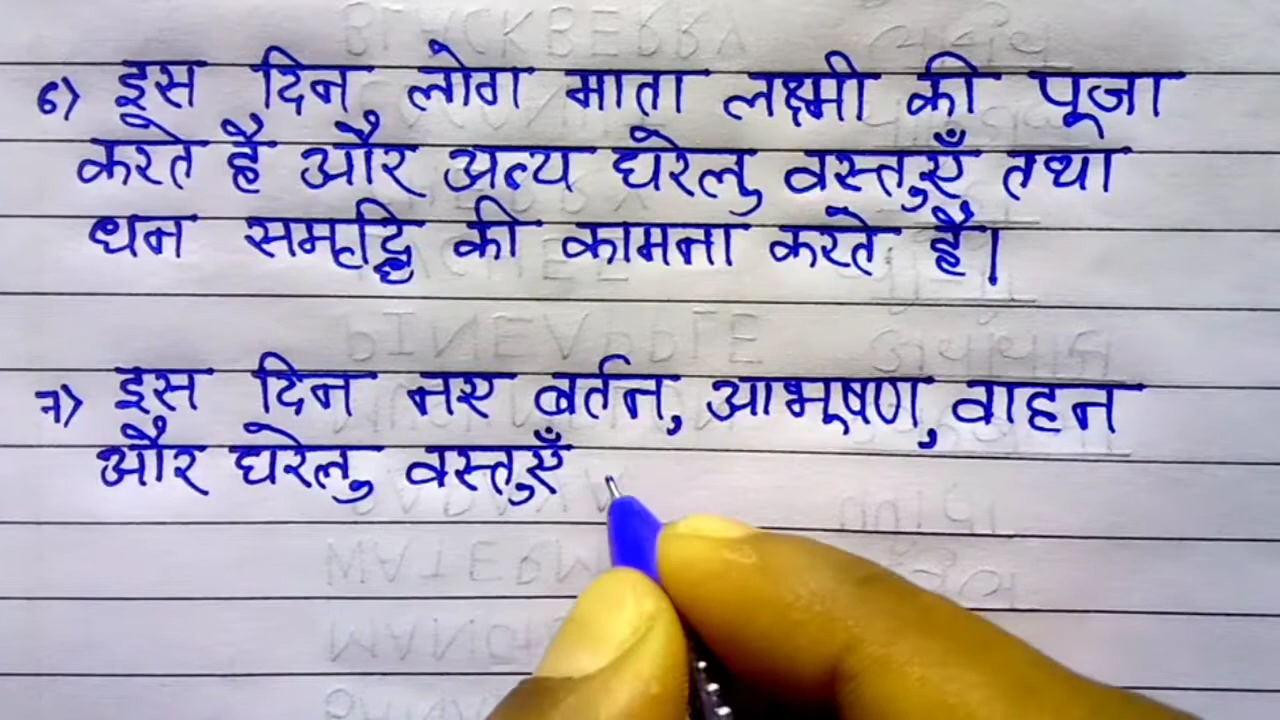 6) इस दिन लोग माता लक्ष्मी की पूजा
करते है और अन्य घरेलु वस्तुएँ तथा
धन समृद्धि की कामना करते है।
7) इस दिन नए बर्तन, आभूषण, वाहन
और घरेलु वस्तुएँ